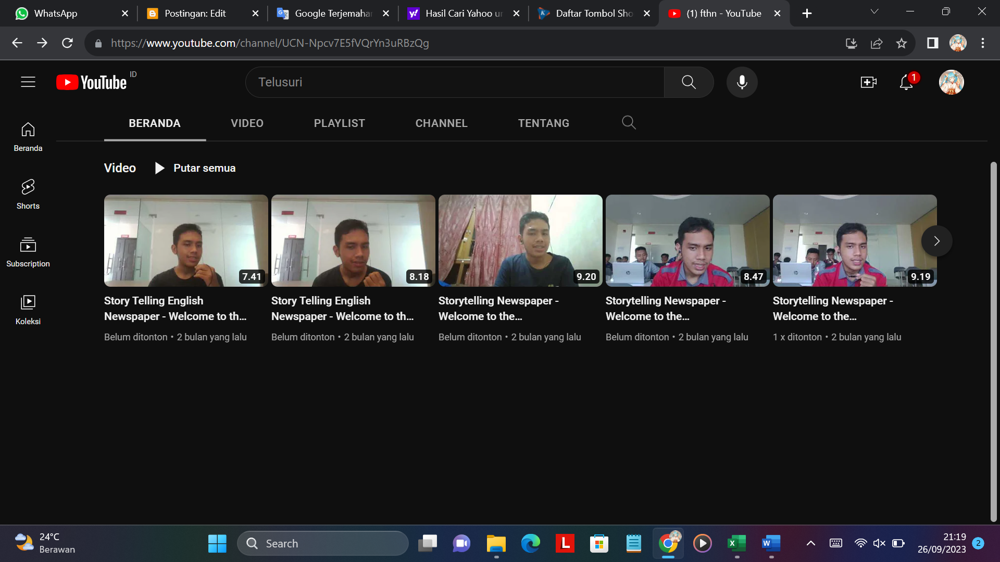 WhatsApp
Postingan: Edit
Google Terjemahan
Hasil Cari Yahoo un
Daftar Tombol Sho
(1) fthn - YouTube
https://www.youtube.com/channel/UCN-Npcv7E5fVQrYn3uRBzQg
YouTube ID
Telusuri
1
BERANDA VIDEO PLAYLIST CHANNEL TENTANG
Beranda
Shorts
Subscription
Koleksi
Video Putar semua
7.41
8.18
9.20
8.47
9.19
Story Telling English
Newspaper - Welcome to th...
Belum ditonton • 2 bulan yang lalu
Story Telling English
Newspaper - Welcome to th...
Belum ditonton • 2 bulan yang lalu
Storytelling Newspaper -
Welcome to the...
Belum ditonton • 2 bulan yang lalu
Storytelling Newspaper -
Welcome to the...
Belum ditonton • 2 bulan yang lalu
Storytelling Newspaper -
Welcome to the...
1 x ditonton • 2 bulan yang lalu
24°C
Berawan
Search
21:19
26/09/2023
2